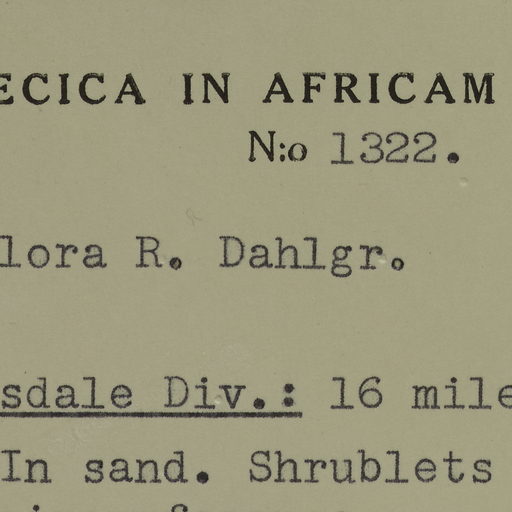 ECICA IN AFRICAM
N:o 1322.
lora R. Dahlgr.
sdale Div.: 16 mile
In sand. Shrublets